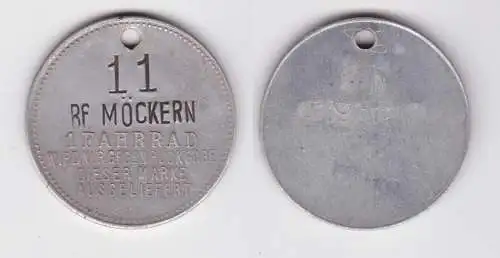 11
BF MÖCKERN
1 FAHRRAD
WIRD NUR GEGEN RÜCKGABE
DIESER MARKE
AUSGELIEFERT